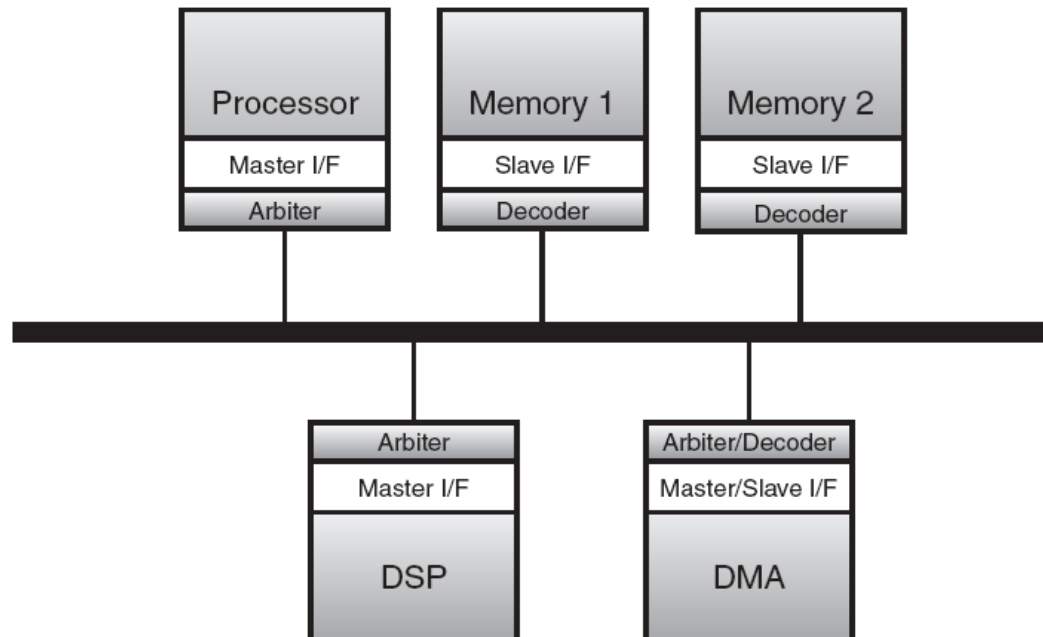 Processor
Master I/F
Arbiter
Memory 1
Slave I/F
Decoder
Memory 2
Slave I/F
Decoder
Arbiter
Master I/F
DSP
Arbiter/Decoder
Master/Slave I/F
DMA